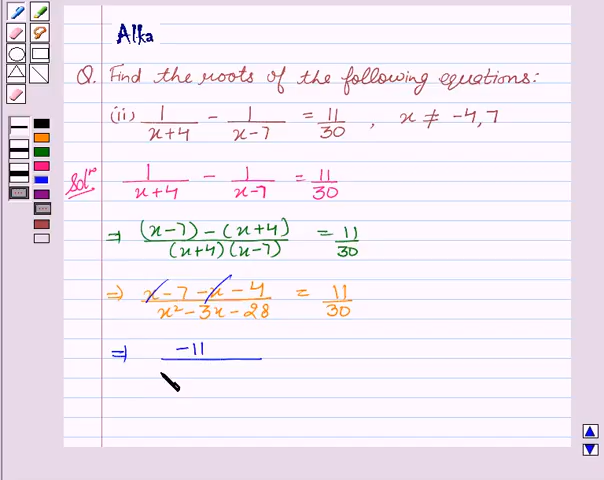 Alka
Q. Find the roots of the following equations:
(ii) 1/(x+4) - 1/(x-7) = 11/30 , x ≠ -4, 7
Solⁿ. 1/(x+4) - 1/(x-7) = 11/30
⇒ ((x-7) - (x+4))/((x+4)(x-7)) = 11/30
⇒ (x - 7 - x - 4)/(x² - 3x - 28) = 11/30
⇒ -11